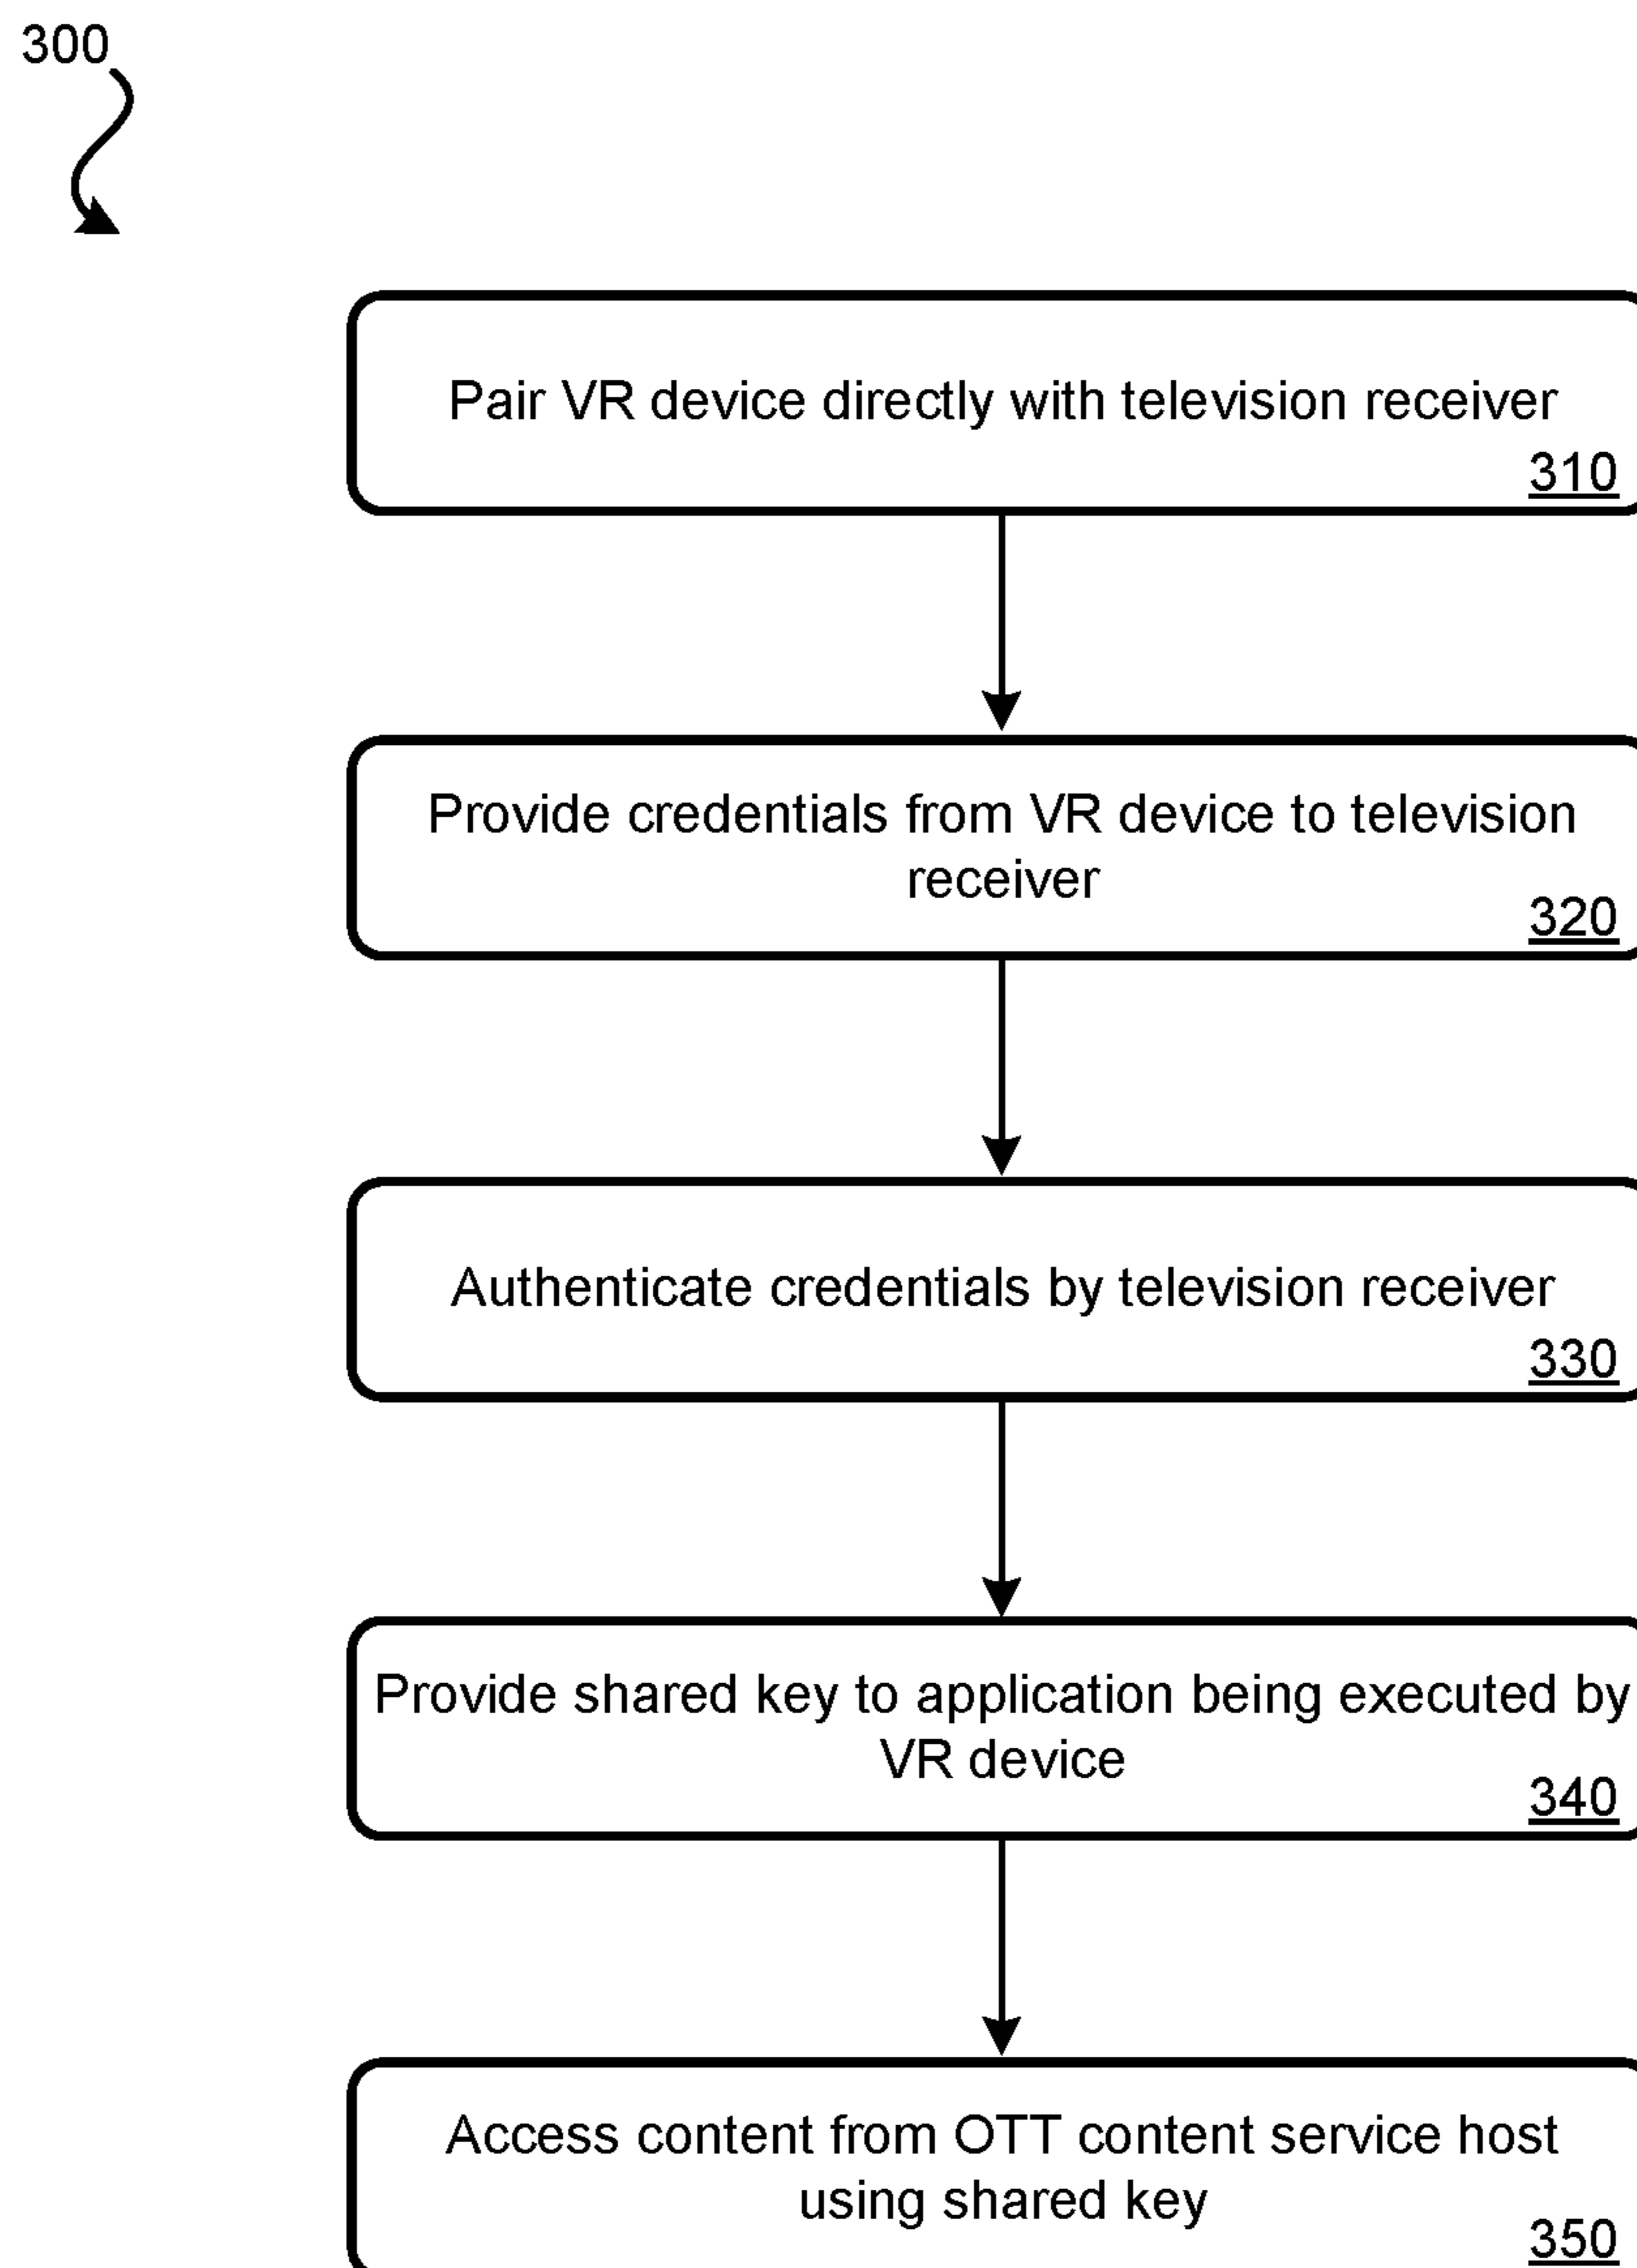 300
Pair VR device directly with television receiver
310
Provide credentials from VR device to television
receiver
320
Authenticate credentials by television receiver
330
Provide shared key to application being executed by
VR device
340
Access content from OTT content service host
using shared key
350